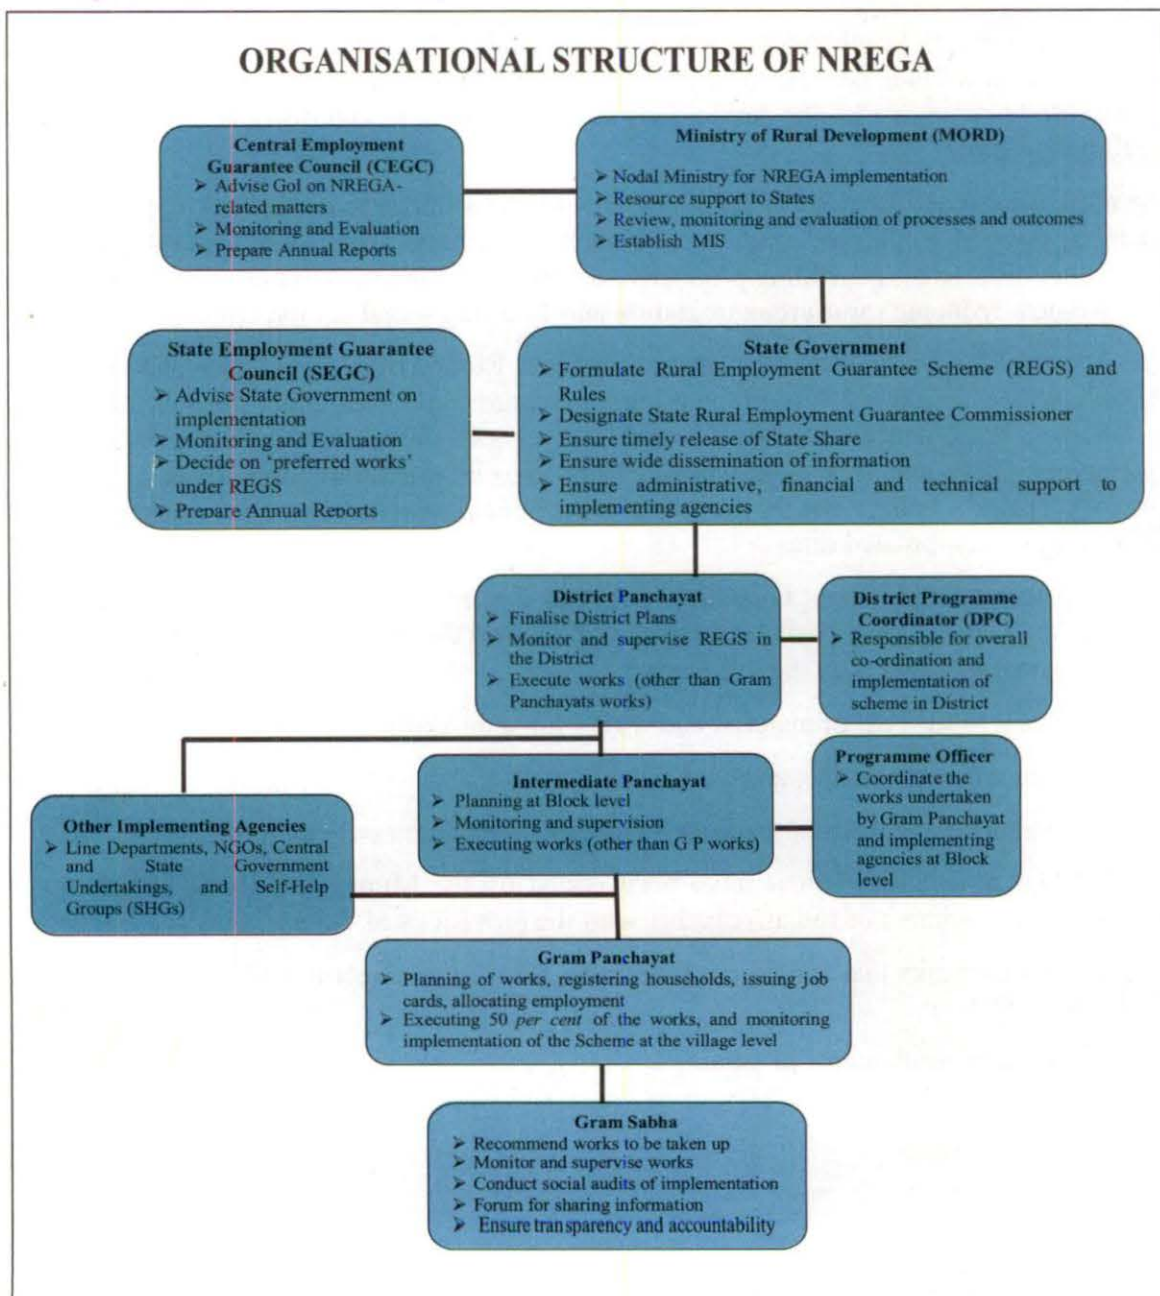 ORGANISATIONAL STRUCTURE OF NREGA
Central Employment
Guarantee Council (CEGC)
➢ Advise GoI on NREGA-
related matters
➢ Monitoring and Evaluation
➢ Prepare Annual Reports
Ministry of Rural Development (MORD)
➢ Nodal Ministry for NREGA implementation
➢ Resource support to States
➢ Review, monitoring and evaluation of processes and outcomes
➢ Establish MIS
State Employment Guarantee
Council (SEGC)
➢ Advise State Government on
implementation
➢ Monitoring and Evaluation
➢ Decide on ‘preferred works’
under REGS
➢ Prepare Annual Reports
State Government
➢ Formulate Rural Employment Guarantee Scheme (REGS) and
Rules
➢ Designate State Rural Employment Guarantee Commissioner
➢ Ensure timely release of State Share
➢ Ensure wide dissemination of information
➢ Ensure administrative, financial and technical support to
implementing agencies
District Panchayat
➢ Finalise District Plans
➢ Monitor and supervise REGS in
the District
➢ Execute works (other than Gram
Panchayats works)
District Programme
Coordinator (DPC)
➢ Responsible for overall
co-ordination and
implementation of
scheme in District
Intermediate Panchayat
➢ Planning at Block level
➢ Monitoring and supervision
➢ Executing works (other than G P works)
Programme Officer
➢ Coordinate the
works undertaken
by Gram Panchayat
and implementing
agencies at Block
level
Other Implementing Agencies
➢ Line Departments, NGOs, Central
and State Government
Undertakings, and Self-Help
Groups (SHGs)
Gram Panchayat
➢ Planning of works, registering households, issuing job
cards, allocating employment
➢ Executing 50 per cent of the works, and monitoring
implementation of the Scheme at the village level
Gram Sabha
➢ Recommend works to be taken up
➢ Monitor and supervise works
➢ Conduct social audits of implementation
➢ Forum for sharing information
➢ Ensure transparency and accountability